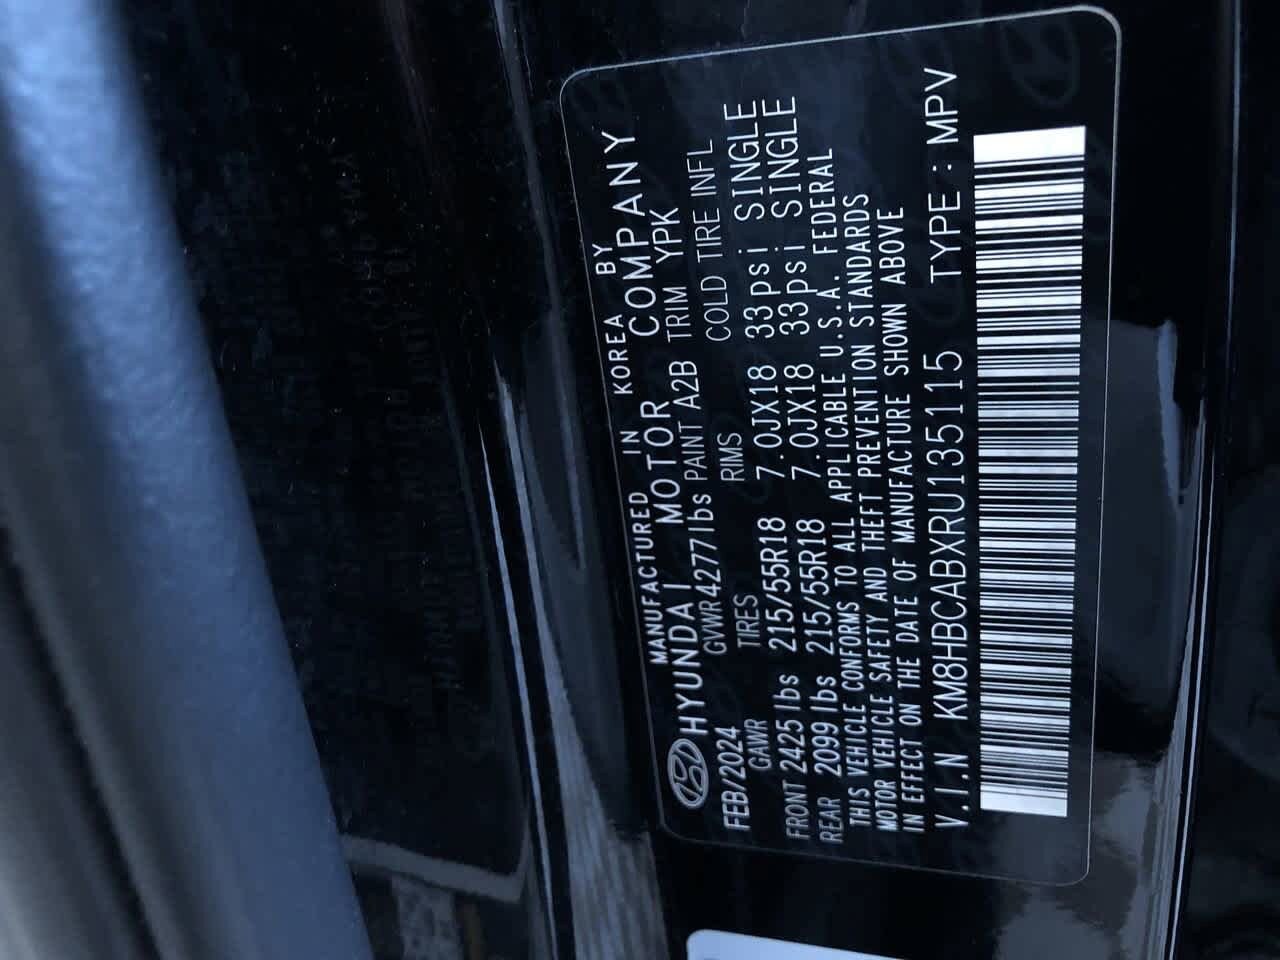 MANUFACTURED IN KOREA BY
HYUNDAI MOTOR COMPANY
FEB/2024 GVWR 4277 lbs PAINT A2B TRIM YPK
GAWR TIRES RIMS COLD TIRE INFL
FRONT 2425 lbs 215/55R18 7.0JX18 33psi SINGLE
REAR 2099 lbs 215/55R18 7.0JX18 33psi SINGLE
THIS VEHICLE CONFORMS TO ALL APPLICABLE U.S.A. FEDERAL
MOTOR VEHICLE SAFETY AND THEFT PREVENTION STANDARDS
IN EFFECT ON THE DATE OF MANUFACTURE SHOWN ABOVE
V.I.N KM8HBCABXRU135115 TYPE : MPV